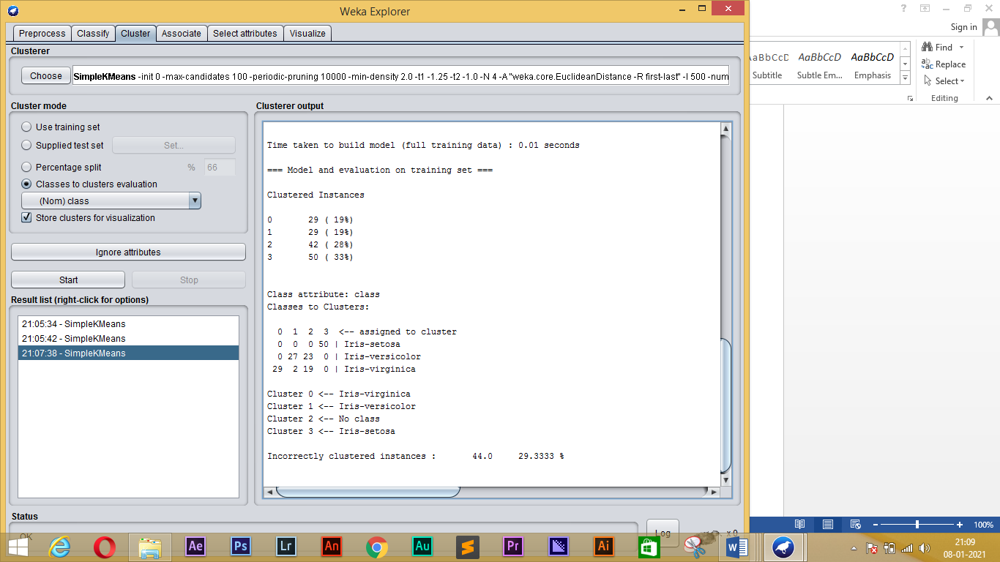 Weka Explorer
Preprocess Classify Cluster Associate Select attributes Visualize
Clusterer
Choose SimpleKMeans -init 0 -max-candidates 100 -periodic-pruning 10000 -min-density 2.0 -t1 -1.25 -t2 -1.0 -N 4 -A "weka.core.EuclideanDistance -R first-last" -I 500 -num
Cluster mode
Use training set
Supplied test set Set...
Percentage split % 66
Classes to clusters evaluation
(Nom) class
Store clusters for visualization
Ignore attributes
Start Stop
Result list (right-click for options)
21:05:34 - SimpleKMeans
21:05:42 - SimpleKMeans
21:07:38 - SimpleKMeans
Clusterer output
Time taken to build model (full training data) : 0.01 seconds
=== Model and evaluation on training set ===
Clustered Instances
0 29 ( 19%)
1 29 ( 19%)
2 42 ( 28%)
3 50 ( 33%)
Class attribute: class
Classes to Clusters:
0 1 2 3 <-- assigned to cluster
0 0 0 50 | Iris-setosa
0 27 23 0 | Iris-versicolor
29 2 19 0 | Iris-virginica
Cluster 0 <-- Iris-virginica
Cluster 1 <-- Iris-versicolor
Cluster 2 <-- No class
Cluster 3 <-- Iris-setosa
Incorrectly clustered instances : 44.0 29.3333 %
Status
OK
Log x 0
?
Sign in
AaBbCcD AaBbCcD AaBbCcD
Subtitle Subtle Em... Emphasis
Find
Replace
Select
Editing
100%
Ae Ps Lr An Au Pr Ai W
21:09
08-01-2021